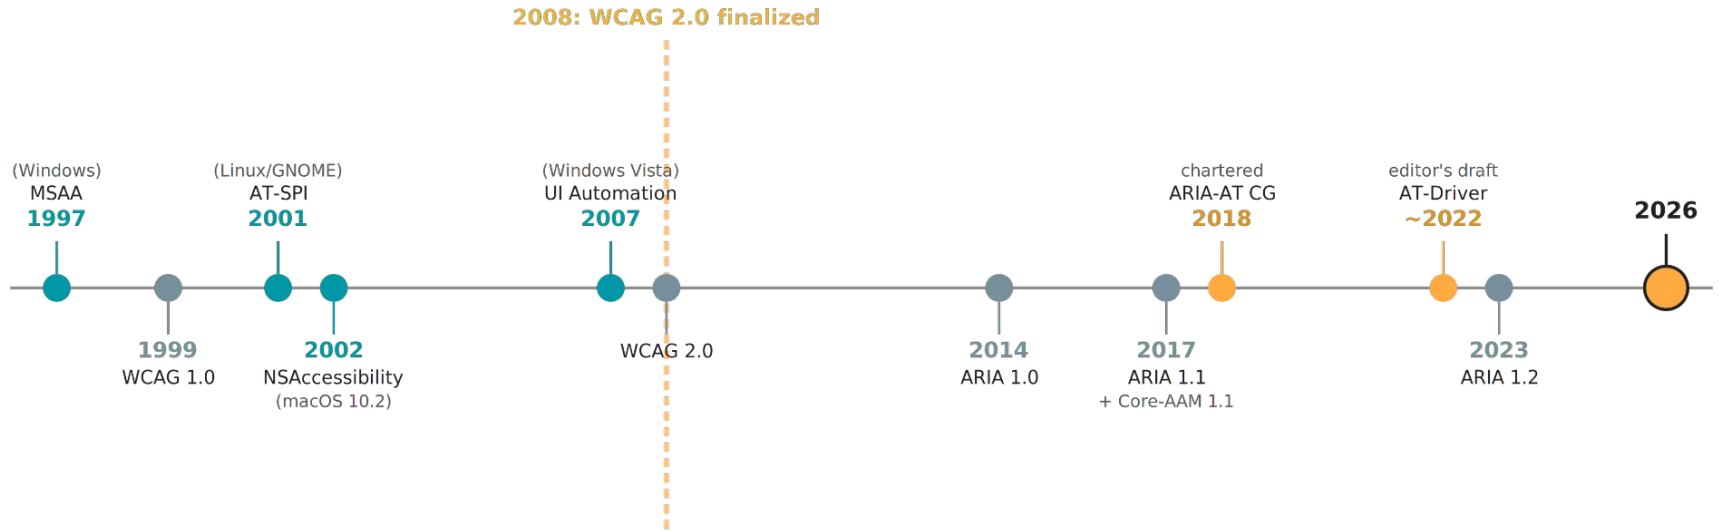 2008: WCAG 2.0 finalized
(Windows)
MSAA
1997
(Linux/GNOME)
AT-SPI
2001
(Windows Vista)
UI Automation
2007
chartered
ARIA-AT CG
2018
editor's draft
AT-Driver
~2022
2026
1999
WCAG 1.0
2002
NSAccessibility
(macOS 10.2)
WCAG 2.0
2014
ARIA 1.0
2017
ARIA 1.1
+ Core-AAM 1.1
2023
ARIA 1.2